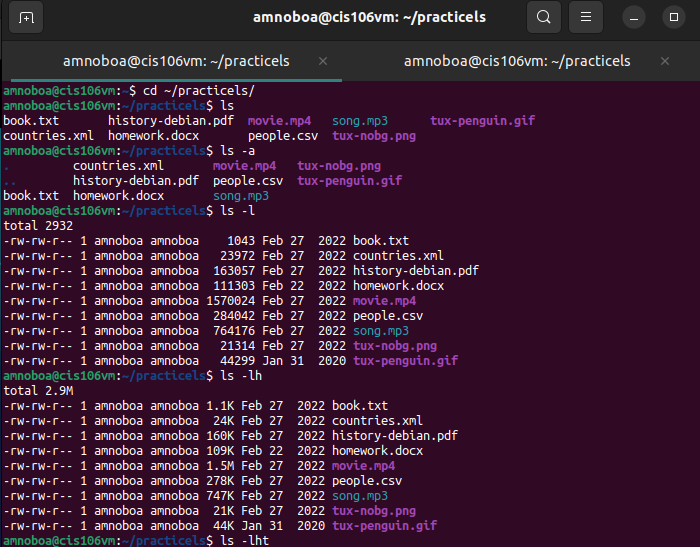 amnoboa@cis106vm: ~/practicels
amnoboa@cis106vm: ~/practicels × amnoboa@cis106vm: ~/practicels ×
amnoboa@cis106vm:~$ cd ~/practicels/
amnoboa@cis106vm:~/practicels$ ls
book.txt history-debian.pdf movie.mp4 song.mp3 tux-penguin.gif
countries.xml homework.docx people.csv tux-nobg.png
amnoboa@cis106vm:~/practicels$ ls -a
. countries.xml movie.mp4 tux-nobg.png
.. history-debian.pdf people.csv tux-penguin.gif
book.txt homework.docx song.mp3
amnoboa@cis106vm:~/practicels$ ls -l
total 2932
-rw-rw-r-- 1 amnoboa amnoboa 1043 Feb 27 2022 book.txt
-rw-rw-r-- 1 amnoboa amnoboa 23972 Feb 27 2022 countries.xml
-rw-rw-r-- 1 amnoboa amnoboa 163057 Feb 27 2022 history-debian.pdf
-rw-rw-r-- 1 amnoboa amnoboa 111303 Feb 22 2022 homework.docx
-rw-rw-r-- 1 amnoboa amnoboa 1570024 Feb 27 2022 movie.mp4
-rw-rw-r-- 1 amnoboa amnoboa 284042 Feb 27 2022 people.csv
-rw-rw-r-- 1 amnoboa amnoboa 764176 Feb 27 2022 song.mp3
-rw-rw-r-- 1 amnoboa amnoboa 21314 Feb 27 2022 tux-nobg.png
-rw-rw-r-- 1 amnoboa amnoboa 44299 Jan 31 2020 tux-penguin.gif
amnoboa@cis106vm:~/practicels$ ls -lh
total 2.9M
-rw-rw-r-- 1 amnoboa amnoboa 1.1K Feb 27 2022 book.txt
-rw-rw-r-- 1 amnoboa amnoboa 24K Feb 27 2022 countries.xml
-rw-rw-r-- 1 amnoboa amnoboa 160K Feb 27 2022 history-debian.pdf
-rw-rw-r-- 1 amnoboa amnoboa 109K Feb 22 2022 homework.docx
-rw-rw-r-- 1 amnoboa amnoboa 1.5M Feb 27 2022 movie.mp4
-rw-rw-r-- 1 amnoboa amnoboa 278K Feb 27 2022 people.csv
-rw-rw-r-- 1 amnoboa amnoboa 747K Feb 27 2022 song.mp3
-rw-rw-r-- 1 amnoboa amnoboa 21K Feb 27 2022 tux-nobg.png
-rw-rw-r-- 1 amnoboa amnoboa 44K Jan 31 2020 tux-penguin.gif
amnoboa@cis106vm:~/practicels$ ls -lht